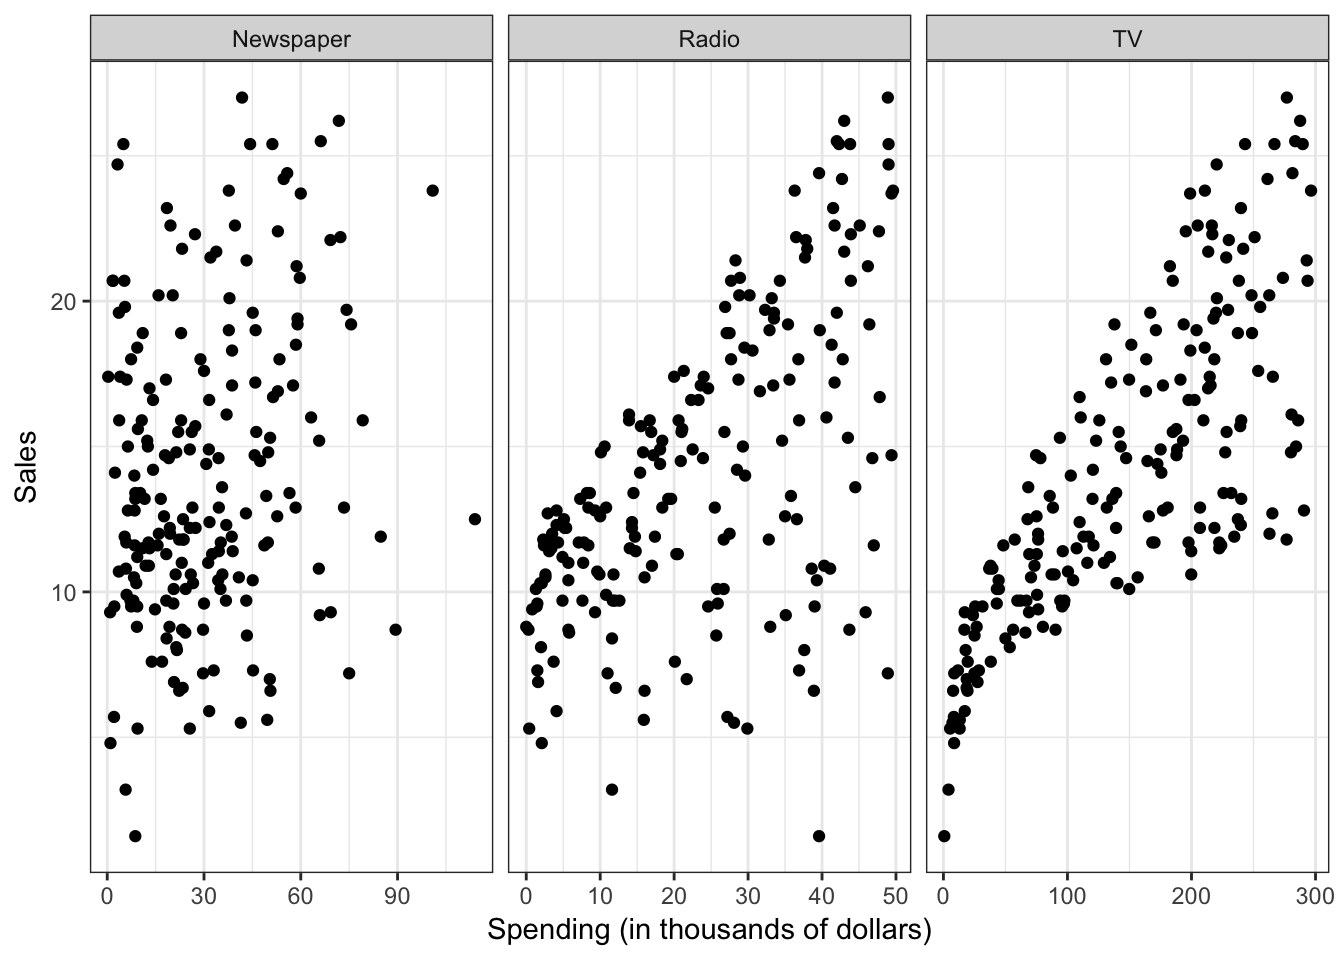 Newspaper Radio TV
Sales
20
10
0 30 60 90 0 10 20 30 40 50 0 100 200 300
Spending (in thousands of dollars)